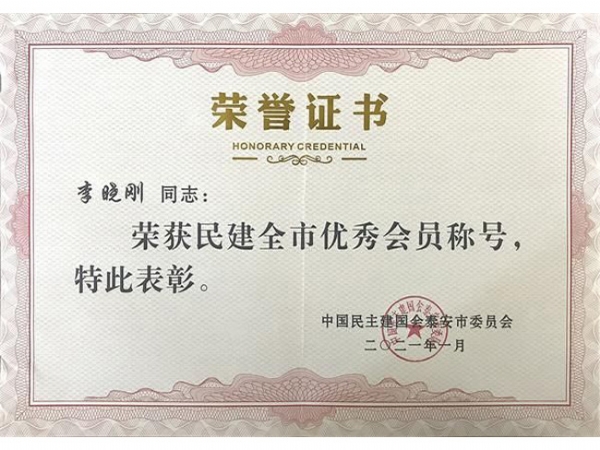 荣誉证书
HONORARY CREDENTIAL
李晓刚 同志：
荣获民建全市优秀会员称号，
特此表彰。
中国民主建国会泰安市委员会
二〇二一年一月